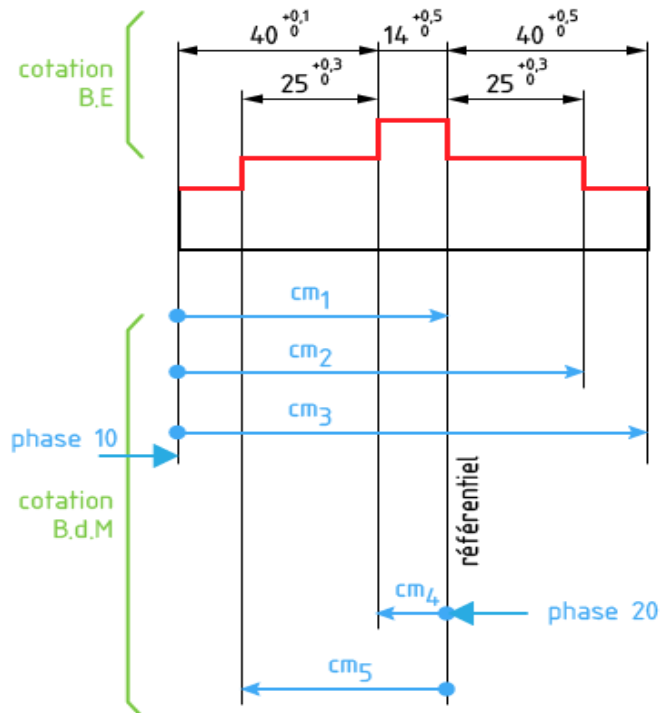 40 +0,1 0
14 +0,5 0
40 +0,5 0
cotation
B.E
25 +0,3 0
25 +0,3 0
cm1
cm2
cm3
phase 10
cotation
B.d.M
référentiel
cm4
phase 20
cm5